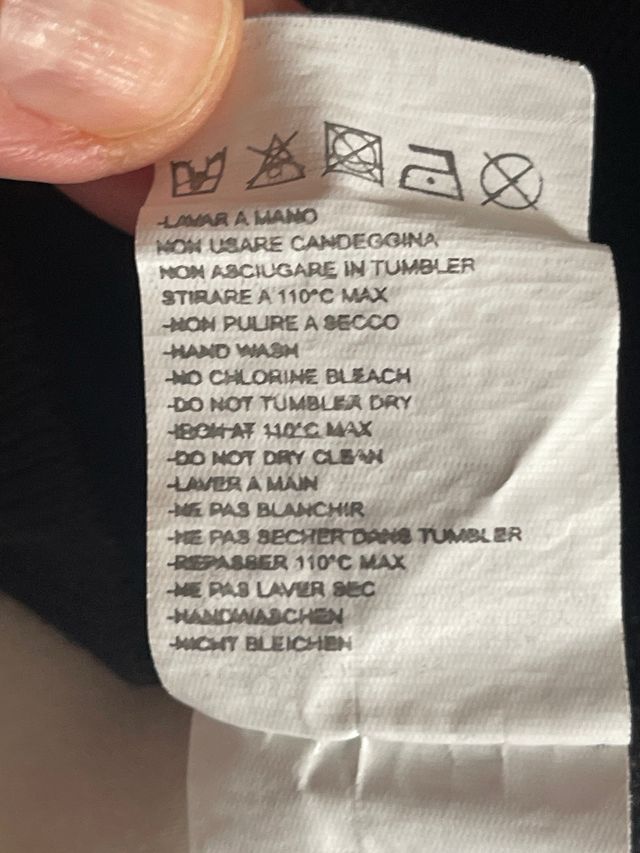 -LAVAR A MANO
NON USARE CANDEGGINA
NON ASCIUGARE IN TUMBLER
STIRARE A 110°C MAX
-NON PULIRE A SECCO
-HAND WASH
-NO CHLORINE BLEACH
-DO NOT TUMBLER DRY
-IRON AT 110°C MAX
-DO NOT DRY CLEAN
-LAVER A MAIN
-NE PAS BLANCHIR
-NE PAS SECHER DANS TUMBLER
-REPASSER 110°C MAX
-NE PAS LAVER SEC
-HANDWASCHEN
-NICHT BLEICHEN